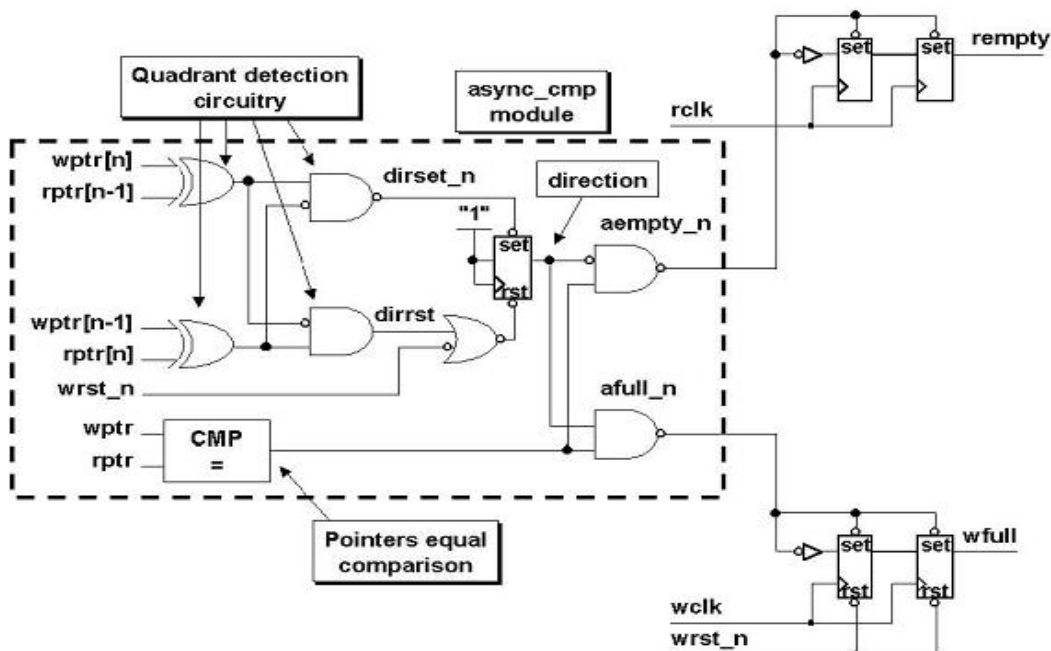 Quadrant detection
circuitry
async_cmp
module
set
set
rempty
rclk
wptr[n]
rptr[n-1]
dirset_n
direction
"1"
set
rst
aempty_n
wptr[n-1]
rptr[n]
dirrst
wrst_n
afull_n
wptr
rptr
CMP
=
Pointers equal
comparison
set
set
wfull
rst
rst
wclk
wrst_n